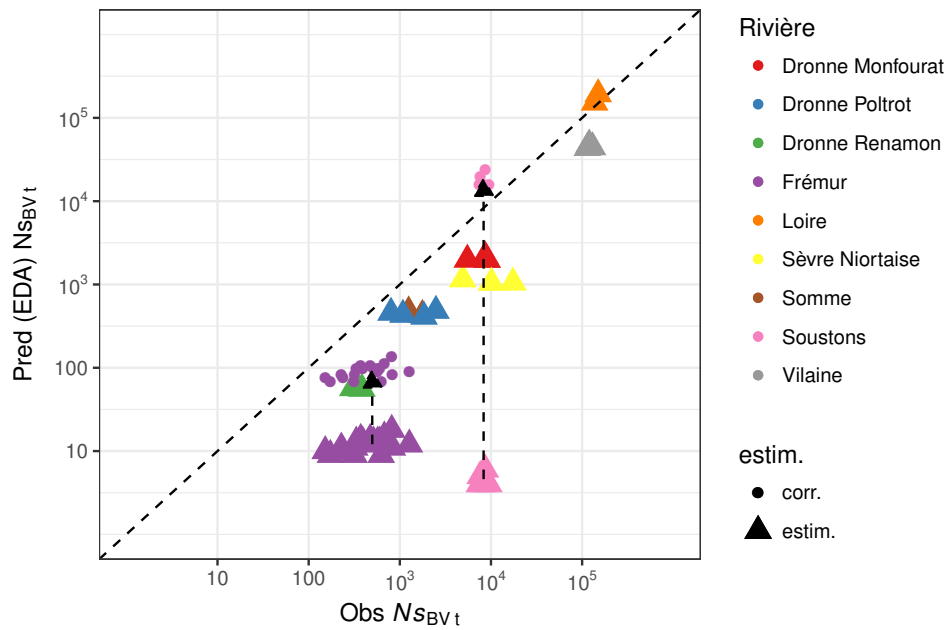 Pred (EDA) Ns_BV t
10^5
10^4
10^3
100
10
10
100
10^3
10^4
10^5
Obs Ns_BV t
Rivière
Dronne Monfourat
Dronne Poltrot
Dronne Renamon
Frémur
Loire
Sèvre Niortaise
Somme
Soustons
Vilaine
estim.
corr.
estim.